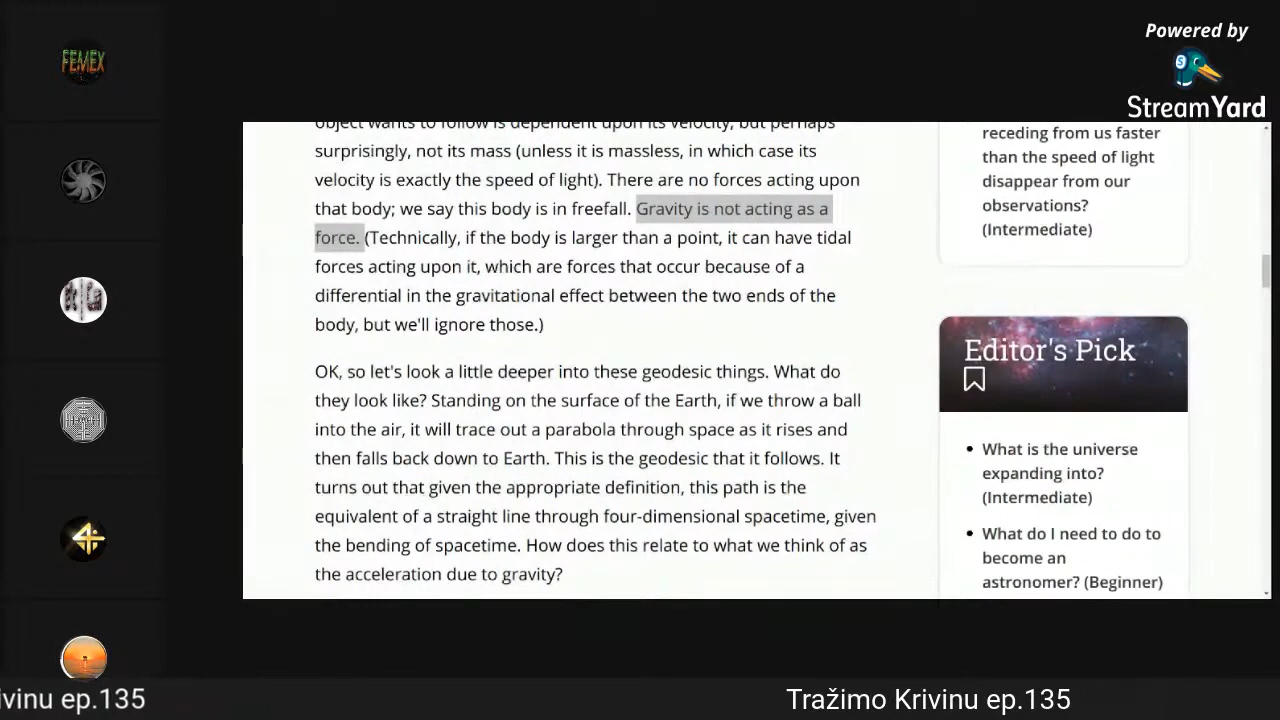 FEMEX
Powered by
StreamYard
object wants to follow is dependent upon its velocity, but perhaps
surprisingly, not its mass (unless it is massless, in which case its
velocity is exactly the speed of light). There are no forces acting upon
that body; we say this body is in freefall. Gravity is not acting as a
force. (Technically, if the body is larger than a point, it can have tidal
forces acting upon it, which are forces that occur because of a
differential in the gravitational effect between the two ends of the
body, but we'll ignore those.)
OK, so let's look a little deeper into these geodesic things. What do
they look like? Standing on the surface of the Earth, if we throw a ball
into the air, it will trace out a parabola through space as it rises and
then falls back down to Earth. This is the geodesic that it follows. It
turns out that given the appropriate definition, this path is the
equivalent of a straight line through four-dimensional spacetime, given
the bending of spacetime. How does this relate to what we think of as
the acceleration due to gravity?
receding from us faster
than the speed of light
disappear from our
observations?
(Intermediate)
Editor's Pick
• What is the universe
expanding into?
(Intermediate)
• What do I need to do to
become an
astronomer? (Beginner)
ivinu ep.135
Tražimo Krivinu ep.135